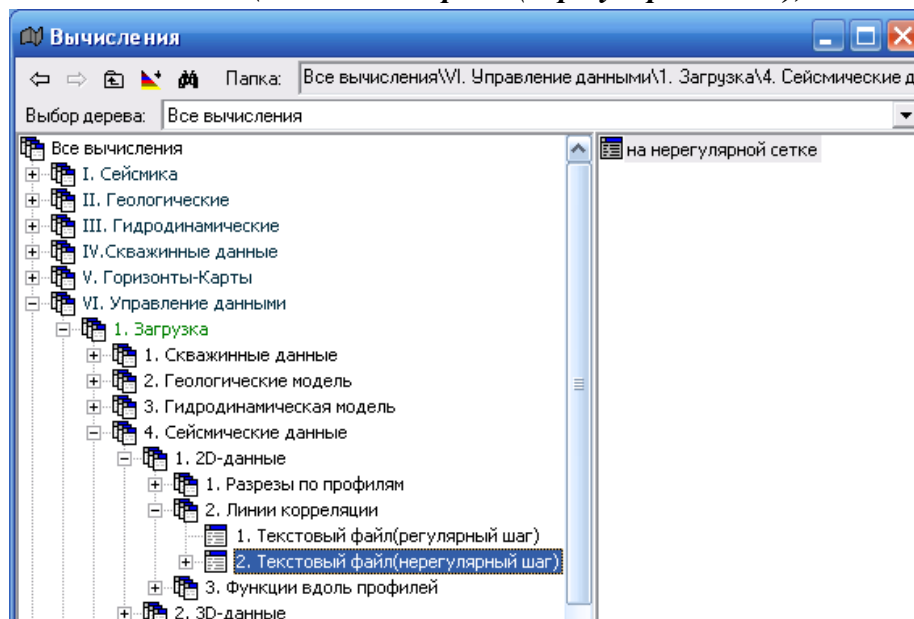 Вычисления
Папка: Все вычисления\VI. Управление данными\1. Загрузка\4. Сейсмические д
Выбор дерева: Все вычисления
Все вычисления
I. Сейсмика
II. Геологические
III. Гидродинамические
IV.Скважинные данные
V. Горизонты-Карты
VI. Управление данными
1. Загрузка
1. Скважинные данные
2. Геологические модель
3. Гидродинамическая модель
4. Сейсмические данные
1. 2D-данные
1. Разрезы по профилям
2. Линии корреляции
1. Текстовый файл(регулярный шаг)
2. Текстовый файл(нерегулярный шаг)
3. Функции вдоль профилей
2. 3D-данные
на нерегулярной сетке